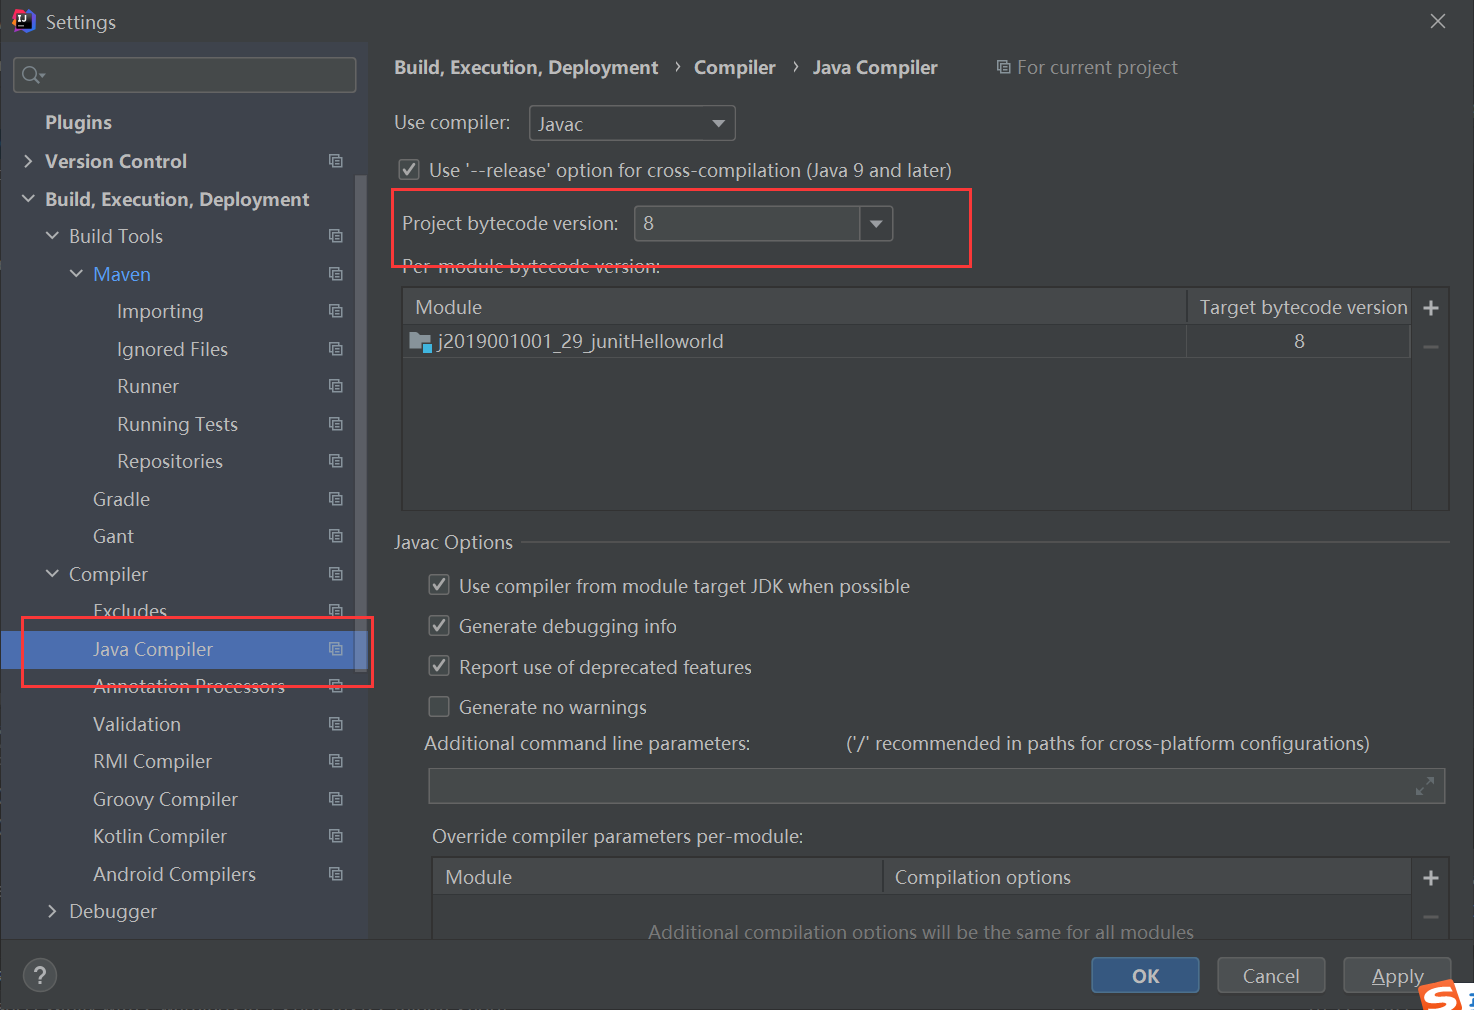 Settings
Plugins
Version Control
Build, Execution, Deployment
Build Tools
Maven
Importing
Ignored Files
Runner
Running Tests
Repositories
Gradle
Gant
Compiler
Excludes
Java Compiler
Annotation Processors
Validation
RMI Compiler
Groovy Compiler
Kotlin Compiler
Android Compilers
Debugger
Build, Execution, Deployment › Compiler › Java Compiler For current project
Use compiler: Javac
Use '--release' option for cross-compilation (Java 9 and later)
Project bytecode version: 8
Per-module bytecode version:
Module Target bytecode version
j2019001001_29_junitHelloworld 8
Javac Options
Use compiler from module target JDK when possible
Generate debugging info
Report use of deprecated features
Generate no warnings
Additional command line parameters: ('/' recommended in paths for cross-platform configurations)
Override compiler parameters per-module:
Module Compilation options
Additional compilation options will be the same for all modules
? OK Cancel Apply